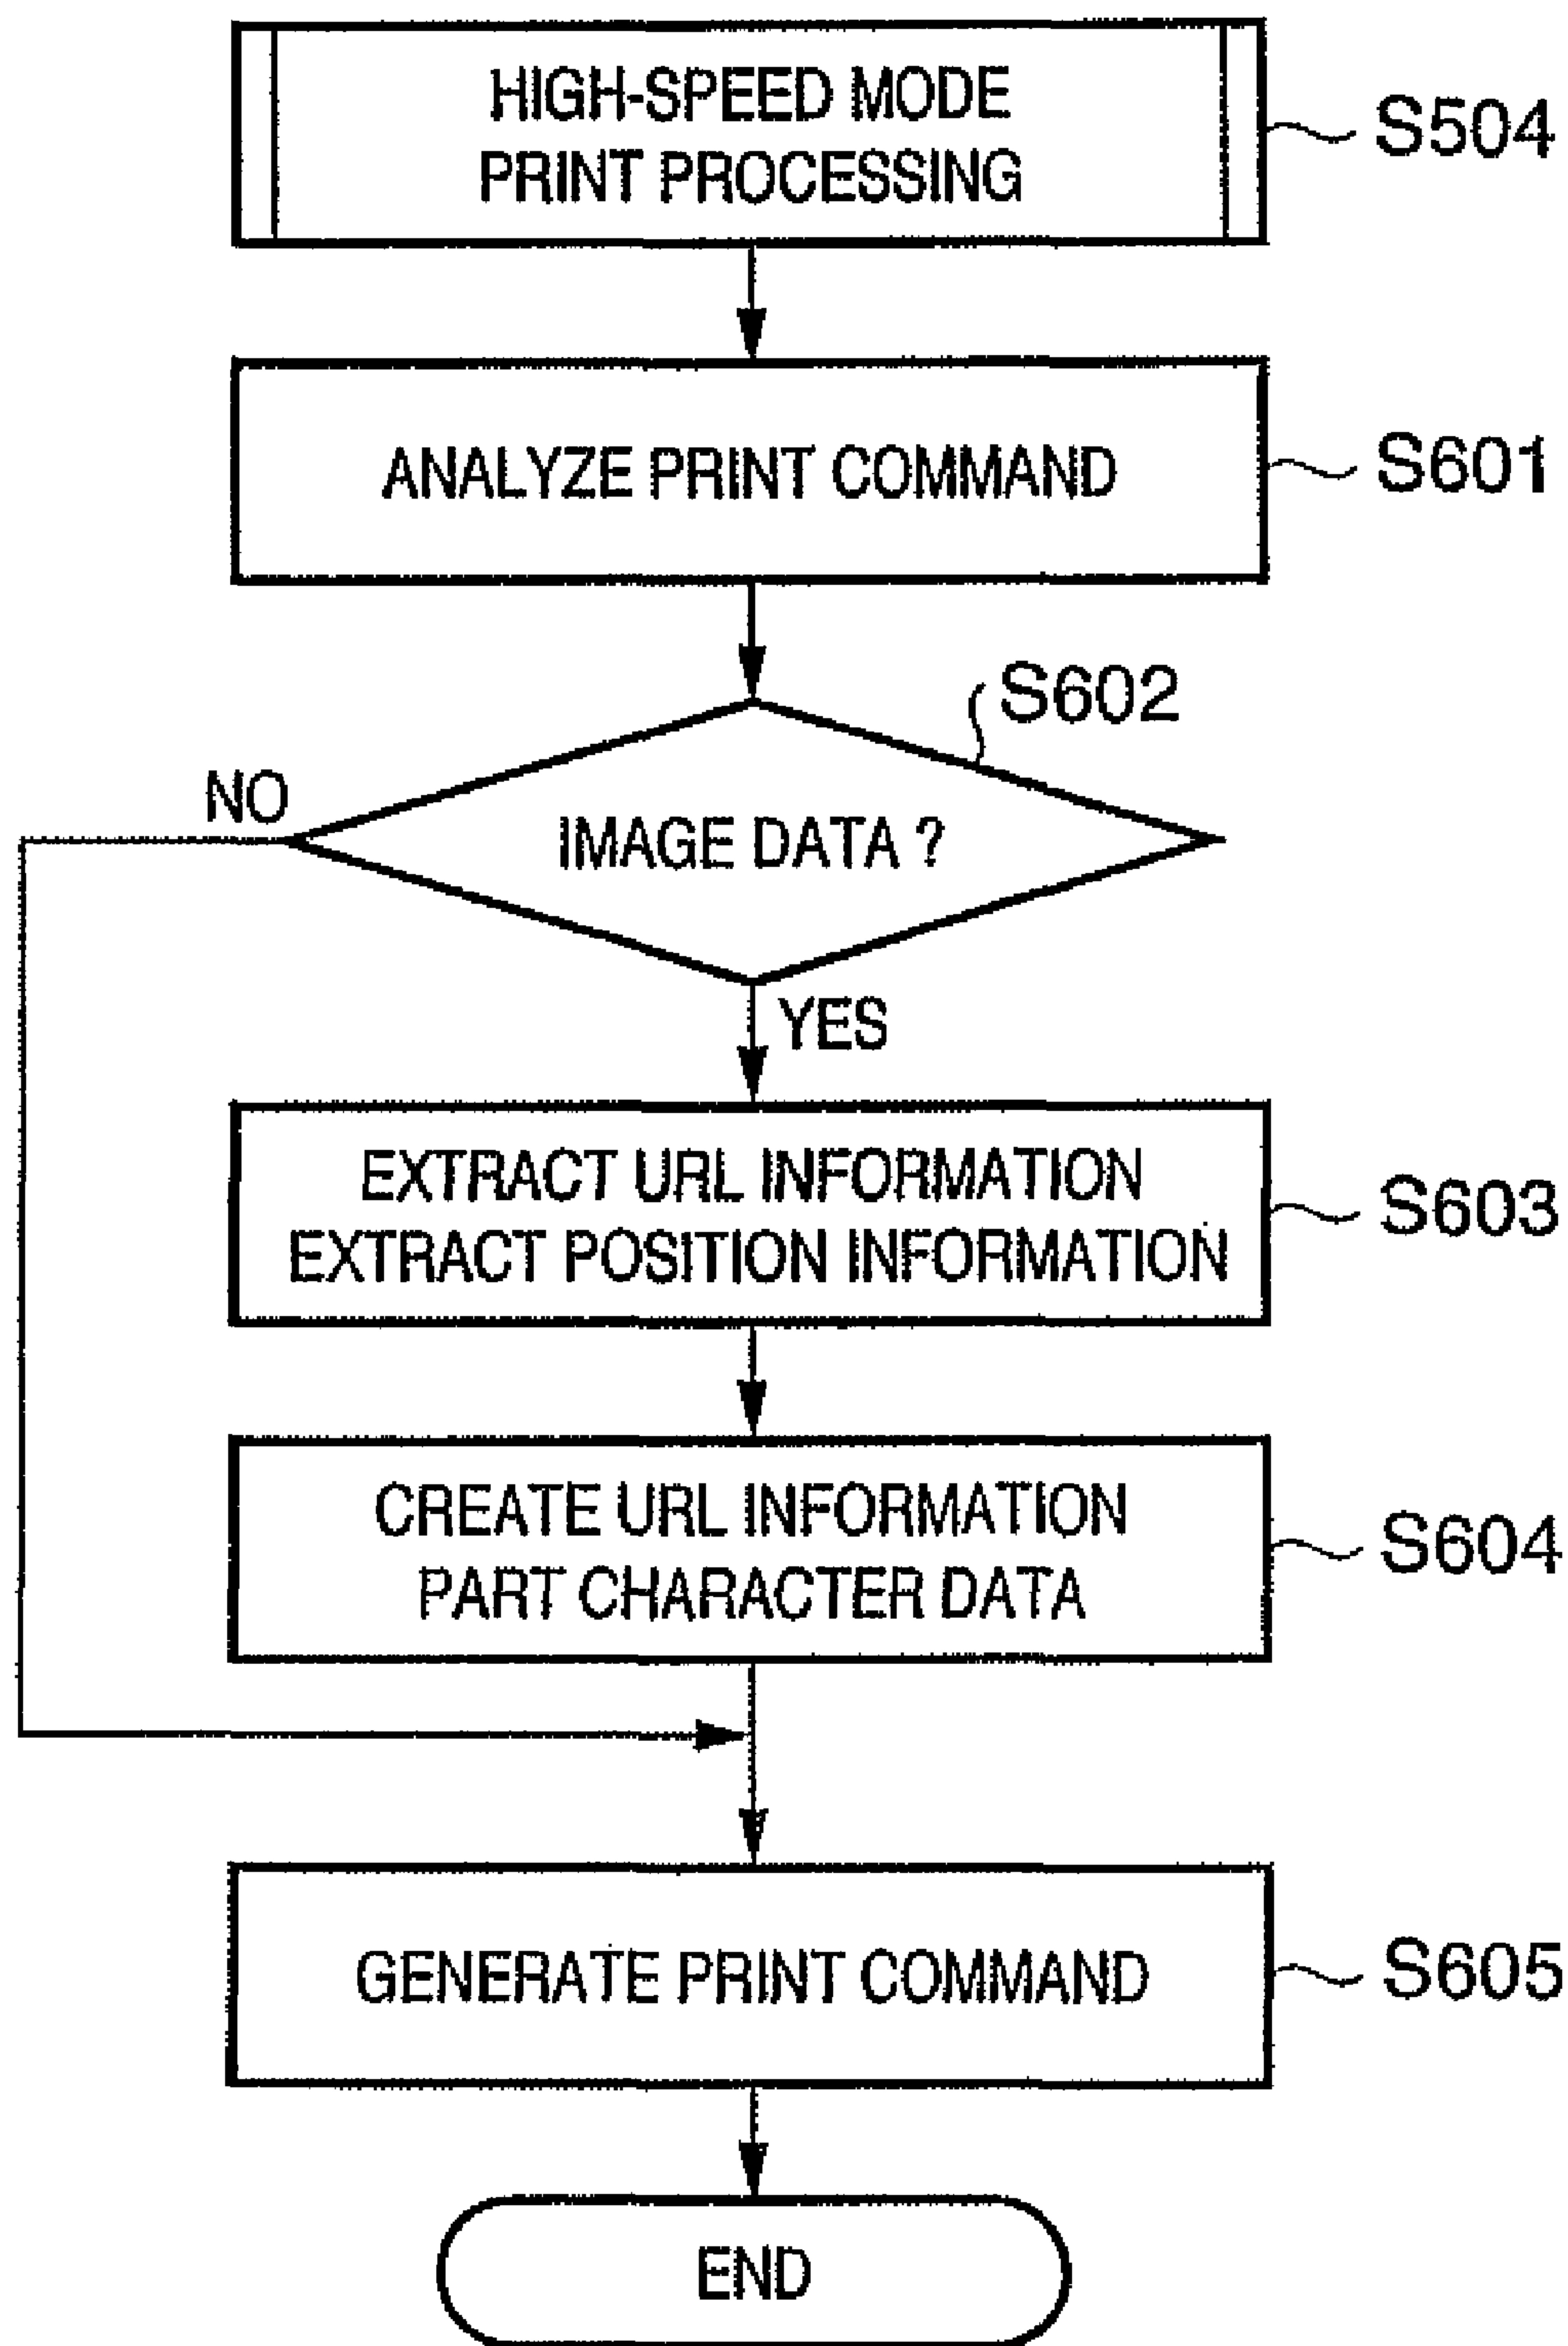 HIGH-SPEED MODE
PRINT PROCESSING
S504
ANALYZE PRINT COMMAND
S601
S602
NO
IMAGE DATA ?
YES
EXTRACT URL INFORMATION
EXTRACT POSITION INFORMATION
S603
CREATE URL INFORMATION
PART CHARACTER DATA
S604
GENERATE PRINT COMMAND
S605
END